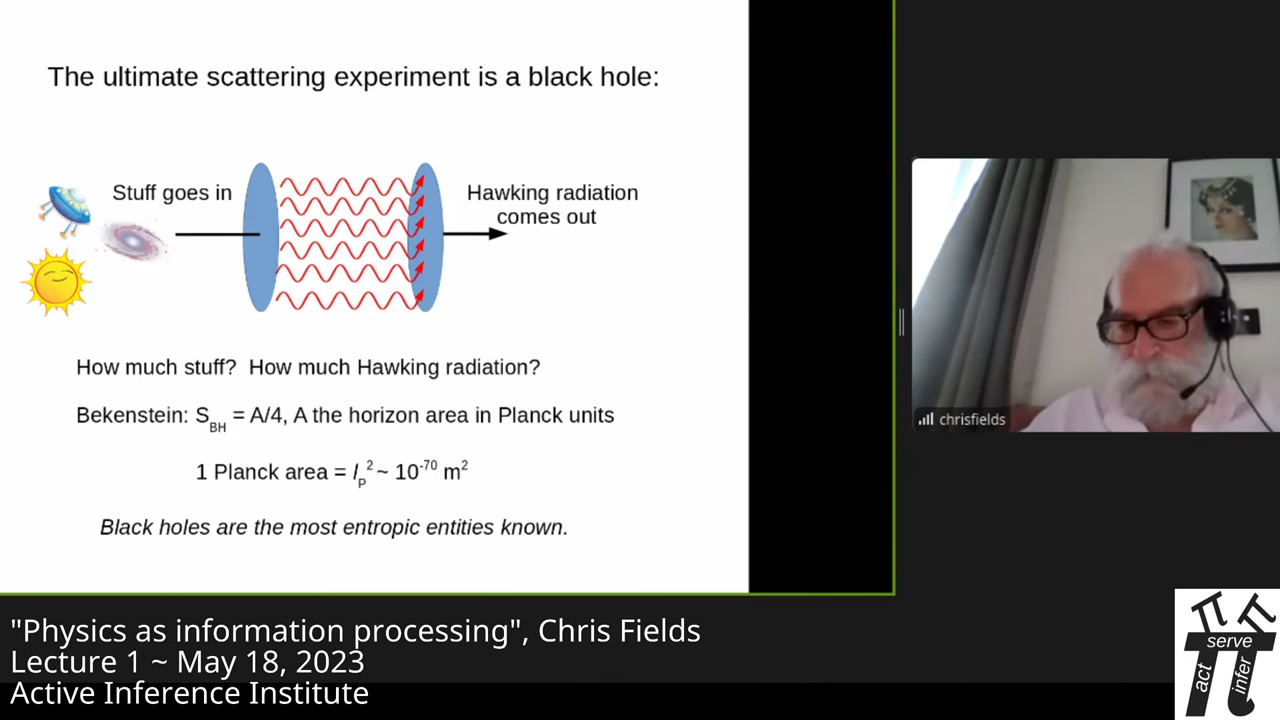 The ultimate scattering experiment is a black hole:
Stuff goes in
Hawking radiation
comes out
How much stuff?  How much Hawking radiation?
Bekenstein: S_BH = A/4, A the horizon area in Planck units
1 Planck area = l_P^2 ~ 10^-70 m^2
Black holes are the most entropic entities known.
chrisfields
"Physics as information processing", Chris Fields
Lecture 1 ~ May 18, 2023
Active Inference Institute
serve
act
infer